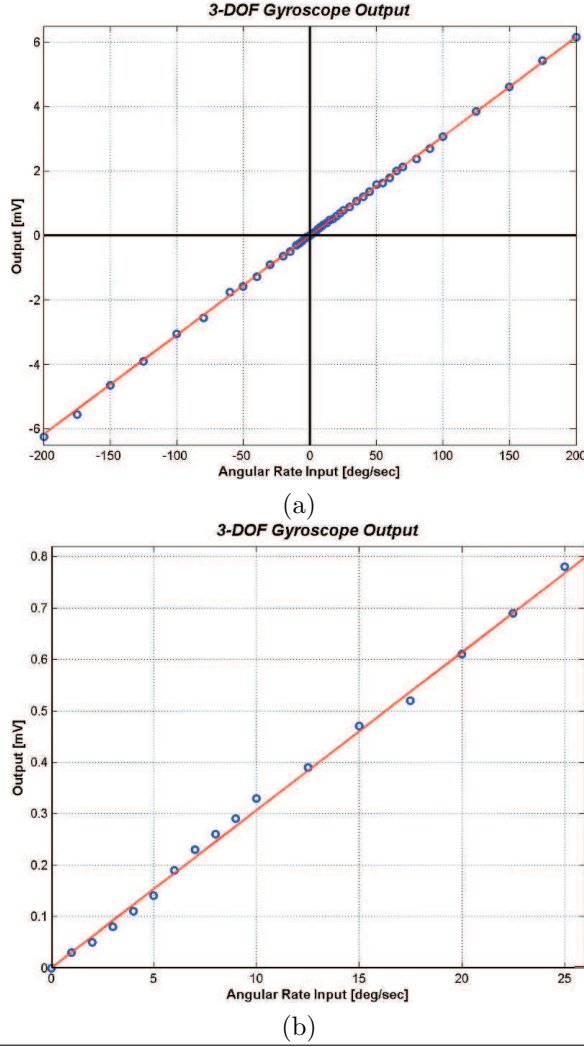 3-DOF Gyroscope Output
6
4
2
0
-2
-4
-6
Output [mV]
-200 -150 -100 -50 0 50 100 150 200
Angular Rate Input [deg/sec]
(a)
3-DOF Gyroscope Output
0.8
0.7
0.6
0.5
0.4
0.3
0.2
0.1
0
Output [mV]
0 5 10 15 20 25
Angular Rate Input [deg/sec]
(b)